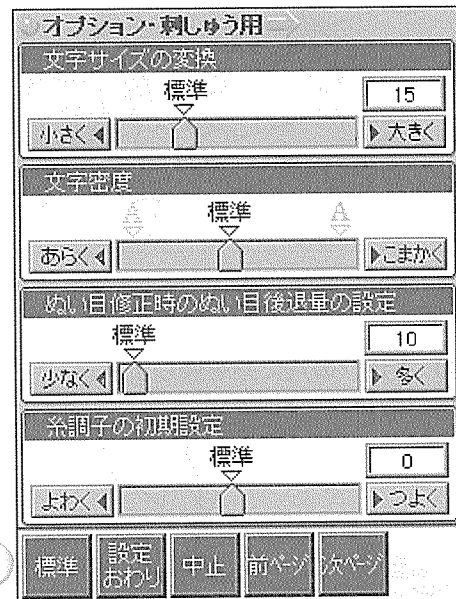 オプション・刺しゅう用
文字サイズの変換
標準
15
小さく
大きく
文字密度
A 標準 A
あらく
こまかく
ぬい目修正時のぬい目後退量の設定
標準
10
少なく
多く
糸調子の初期設定
標準
0
よわく
つよく
標準 設定おわり 中止 前ページ 次ページ